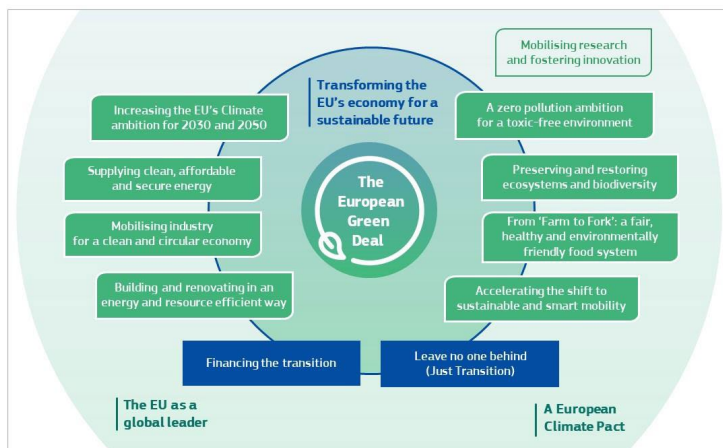 Mobilising research
and fostering innovation
Transforming the
EU's economy for a
sustainable future
Increasing the EU's Climate
ambition for 2030 and 2050
A zero pollution ambition
for a toxic-free environment
Supplying clean, affordable
and secure energy
Preserving and restoring
ecosystems and biodiversity
The
European
Green
Deal
Mobilising industry
for a clean and circular economy
From ‘Farm to Fork’: a fair,
healthy and environmentally
friendly food system
Building and renovating in an
energy and resource efficient way
Accelerating the shift to
sustainable and smart mobility
Financing the transition
Leave no one behind
(Just Transition)
The EU as a
global leader
A European
Climate Pact